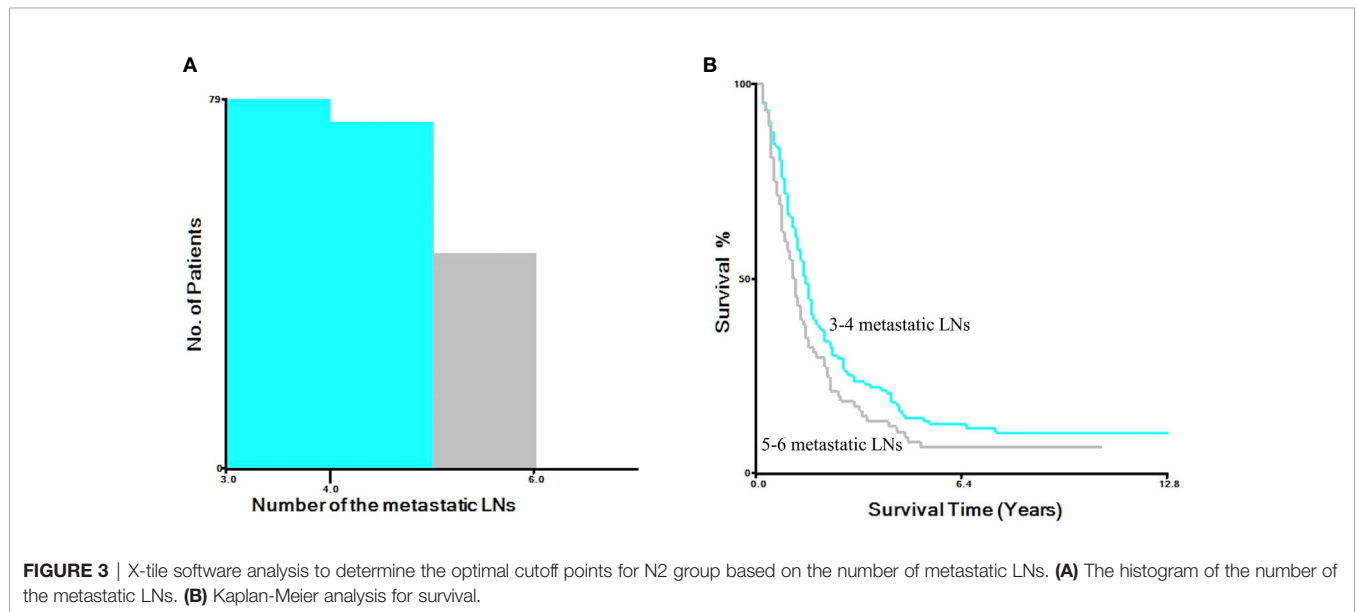 A
79
0
3.0
4.0
6.0
No. of Patients
Number of the metastatic LNs
B
100
50
0
0.0
6.4
12.8
Survival %
3-4 metastatic LNs
5-6 metastatic LNs
Survival Time (Years)
FIGURE 3 | X-tile software analysis to determine the optimal cutoff points for N2 group based on the number of metastatic LNs. (A) The histogram of the number of
the metastatic LNs. (B) Kaplan-Meier analysis for survival.